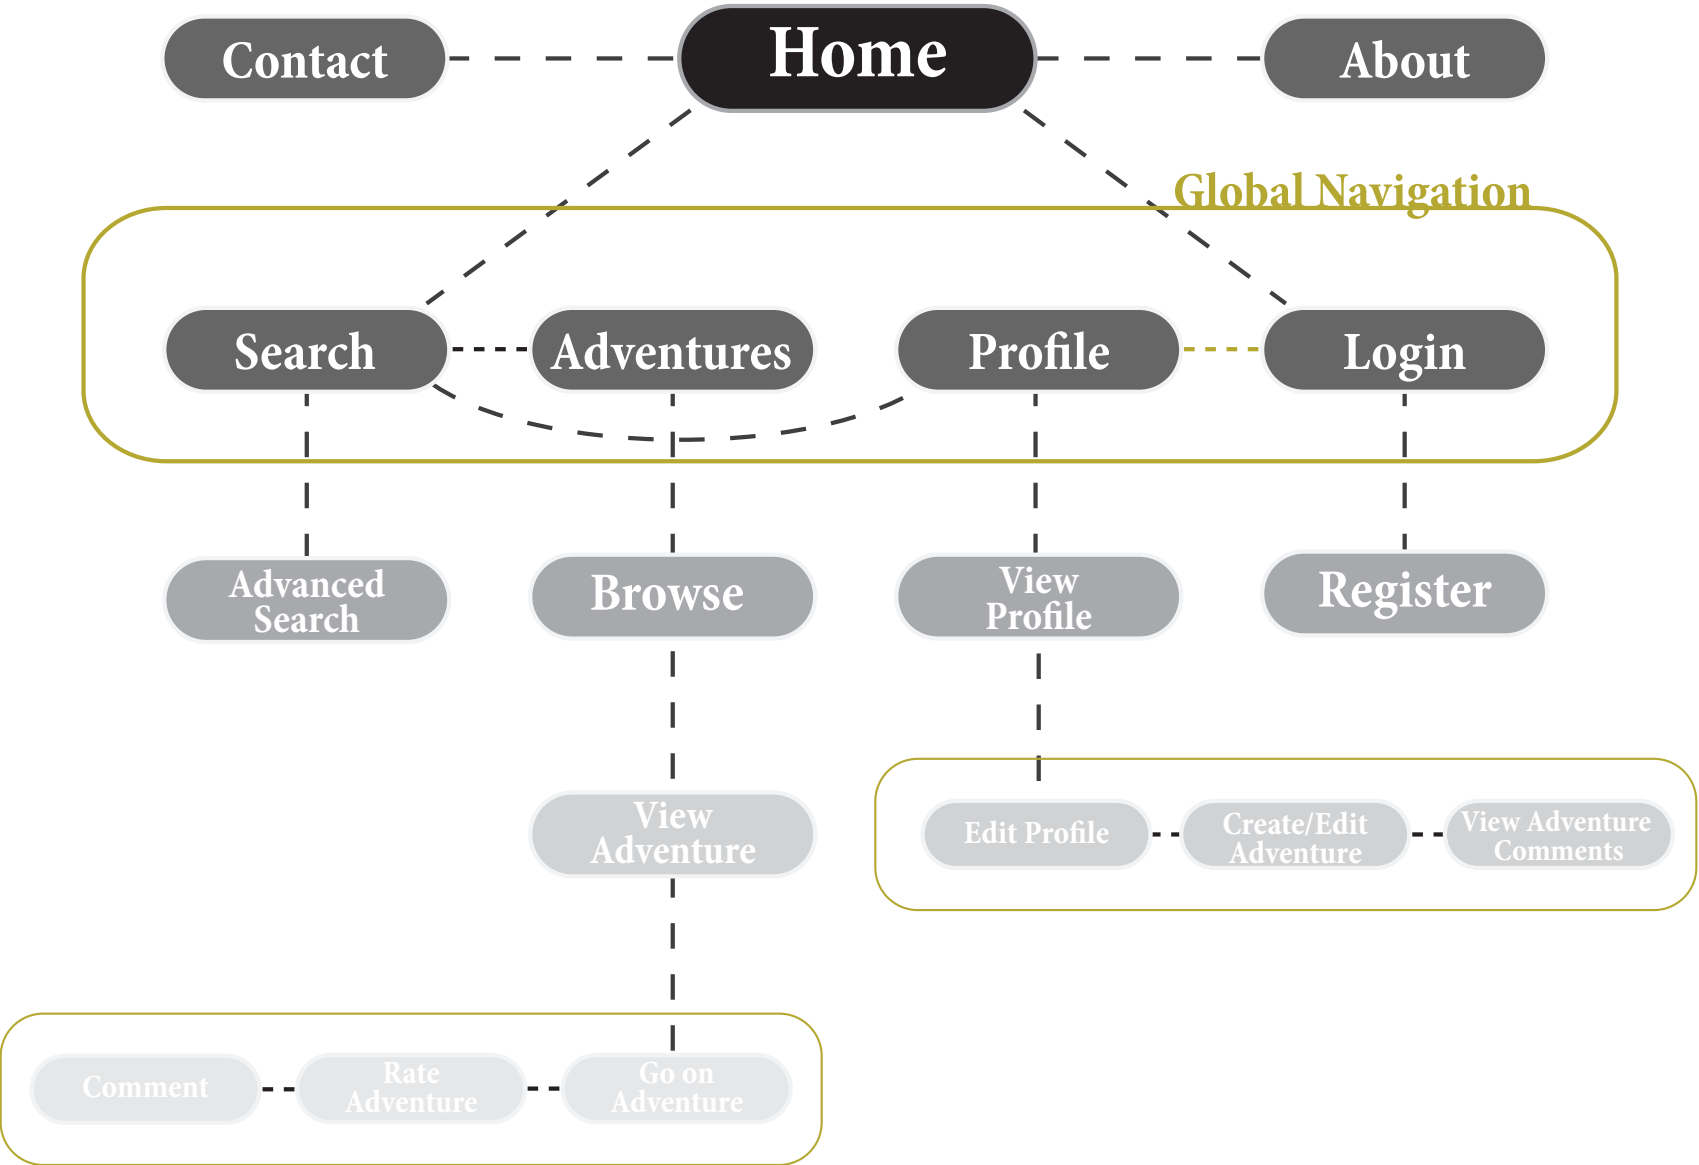 Contact
Home
About
Global Navigation
Search
Adventures
Profile
Login
Advanced
Search
Browse
View
Profile
Register
View
Adventure
Edit Profile
Create/Edit
Adventure
View Adventure
Comments
Comment
Rate
Adventure
Go on
Adventure